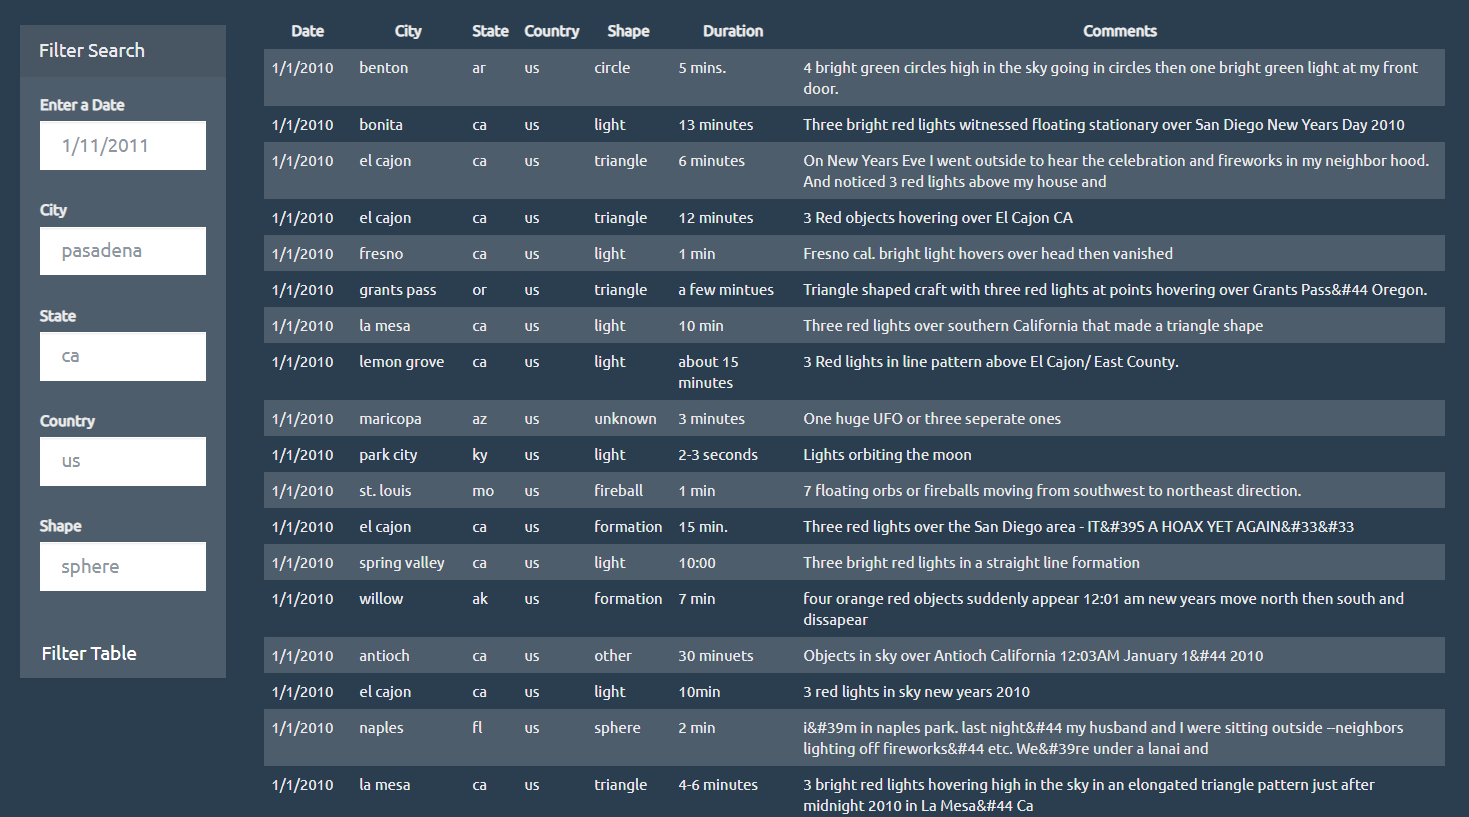 Filter Search
Enter a Date
1/11/2011
City
pasadena
State
ca
Country
us
Shape
sphere
Filter Table
Date City State Country Shape Duration Comments
1/1/2010 benton ar us circle 5 mins. 4 bright green circles high in the sky going in circles then one bright green light at my front
door.
1/1/2010 bonita ca us light 13 minutes Three bright red lights witnessed floating stationary over San Diego New Years Day 2010
1/1/2010 el cajon ca us triangle 6 minutes On New Years Eve I went outside to hear the celebration and fireworks in my neighbor hood.
And noticed 3 red lights above my house and
1/1/2010 el cajon ca us triangle 12 minutes 3 Red objects hovering over El Cajon CA
1/1/2010 fresno ca us light 1 min Fresno cal. bright light hovers over head then vanished
1/1/2010 grants pass or us triangle a few mintues Triangle shaped craft with three red lights at points hovering over Grants Pass&#44 Oregon.
1/1/2010 la mesa ca us light 10 min Three red lights over southern California that made a triangle shape
1/1/2010 lemon grove ca us light about 15 3 Red lights in line pattern above El Cajon/ East County.
minutes
1/1/2010 maricopa az us unknown 3 minutes One huge UFO or three seperate ones
1/1/2010 park city ky us light 2-3 seconds Lights orbiting the moon
1/1/2010 st. louis mo us fireball 1 min 7 floating orbs or fireballs moving from southwest to northeast direction.
1/1/2010 el cajon ca us formation 15 min. Three red lights over the San Diego area - IT&#39S A HOAX YET AGAIN&#33&#33
1/1/2010 spring valley ca us light 10:00 Three bright red lights in a straight line formation
1/1/2010 willow ak us formation 7 min four orange red objects suddenly appear 12:01 am new years move north then south and
dissapear
1/1/2010 antioch ca us other 30 minuets Objects in sky over Antioch California 12:03AM January 1&#44 2010
1/1/2010 el cajon ca us light 10min 3 red lights in sky new years 2010
1/1/2010 naples fl us sphere 2 min i&#39m in naples park. last night&#44 my husband and I were sitting outside --neighbors
lighting off fireworks&#44 etc. We&#39re under a lanai and
1/1/2010 la mesa ca us triangle 4-6 minutes 3 bright red lights hovering high in the sky in an elongated triangle pattern just after
midnight 2010 in La Mesa&#44 Ca